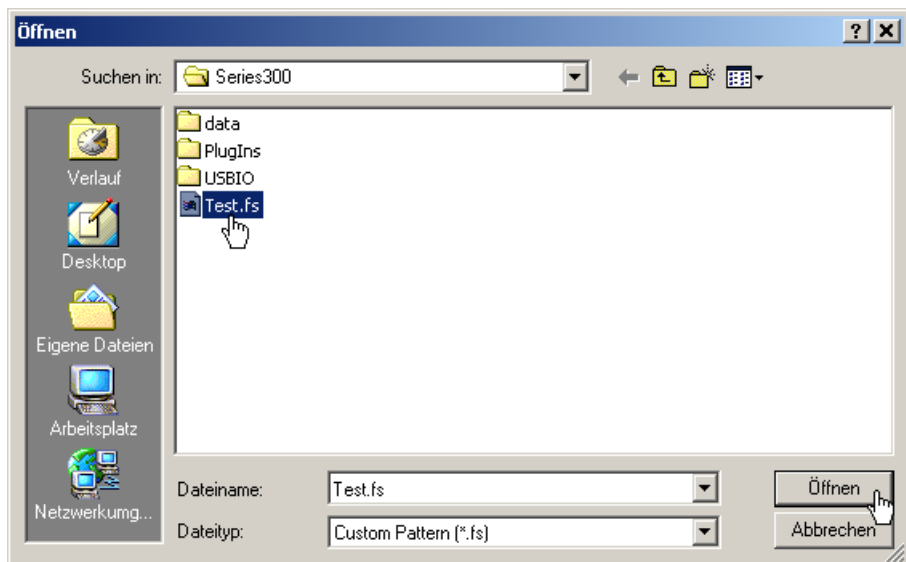 Öffnen
Suchen in: Series300
data
PlugIns
USBIO
Test.fs
Verlauf
Desktop
Eigene Dateien
Arbeitsplatz
Netzwerkumg...
Dateiname: Test.fs Öffnen
Dateityp: Custom Pattern (*.fs) Abbrechen